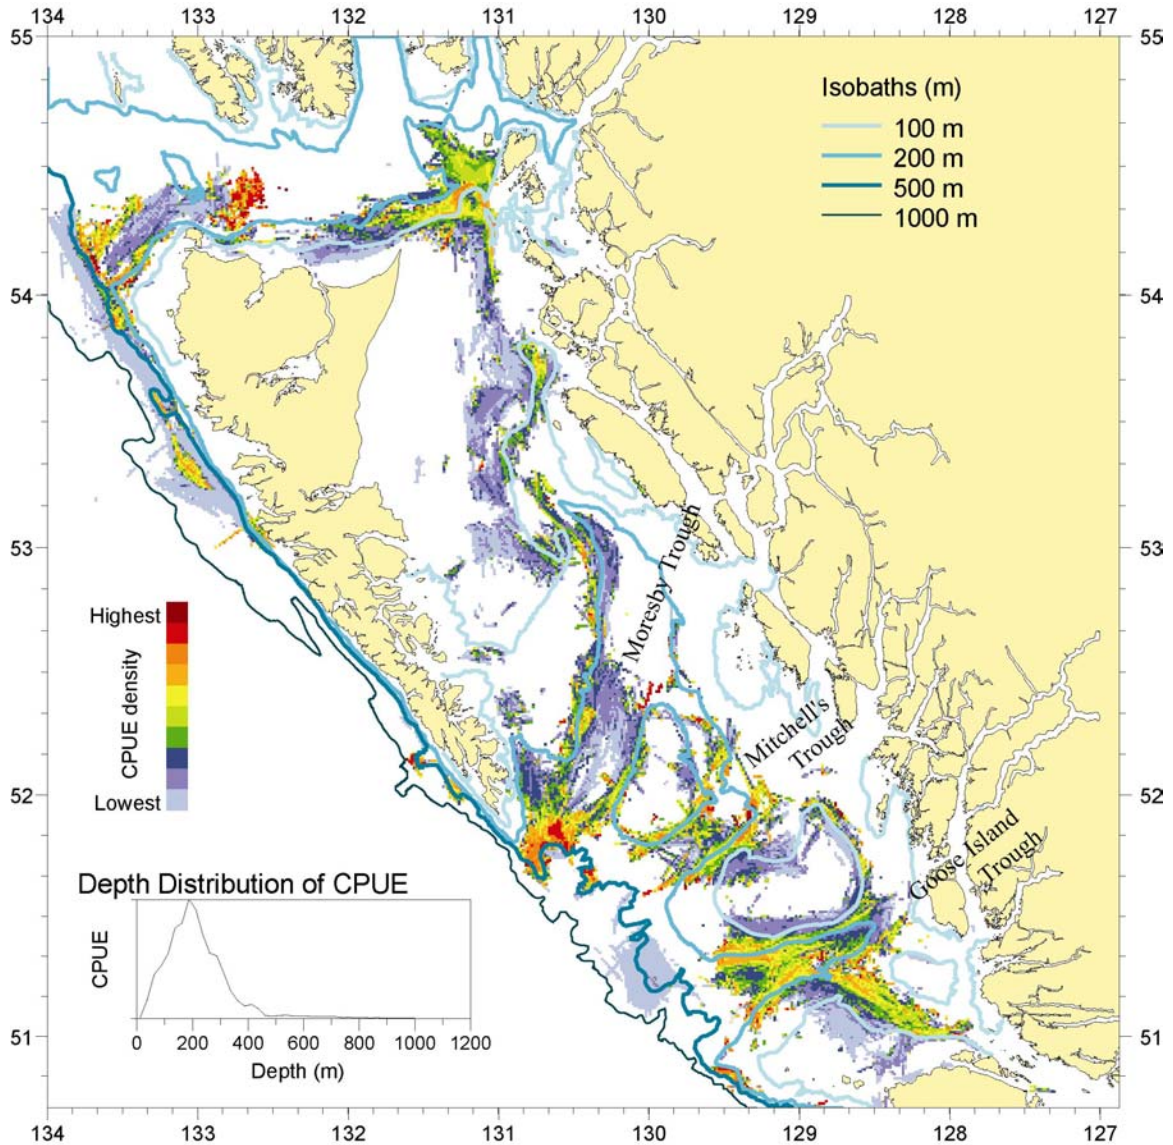 134 133 132 131 130 129 128 127
55 55
Isobaths (m)
100 m
200 m
500 m
1000 m
54 54
53 53
Moresby Trough
Highest
CPUE density
Lowest
Mitchell's
Trough
52 52
Goose Island
Trough
Depth Distribution of CPUE
CPUE
0 200 400 600 800 1000 1200
Depth (m)
51 51
134 133 132 131 130 129 128 127